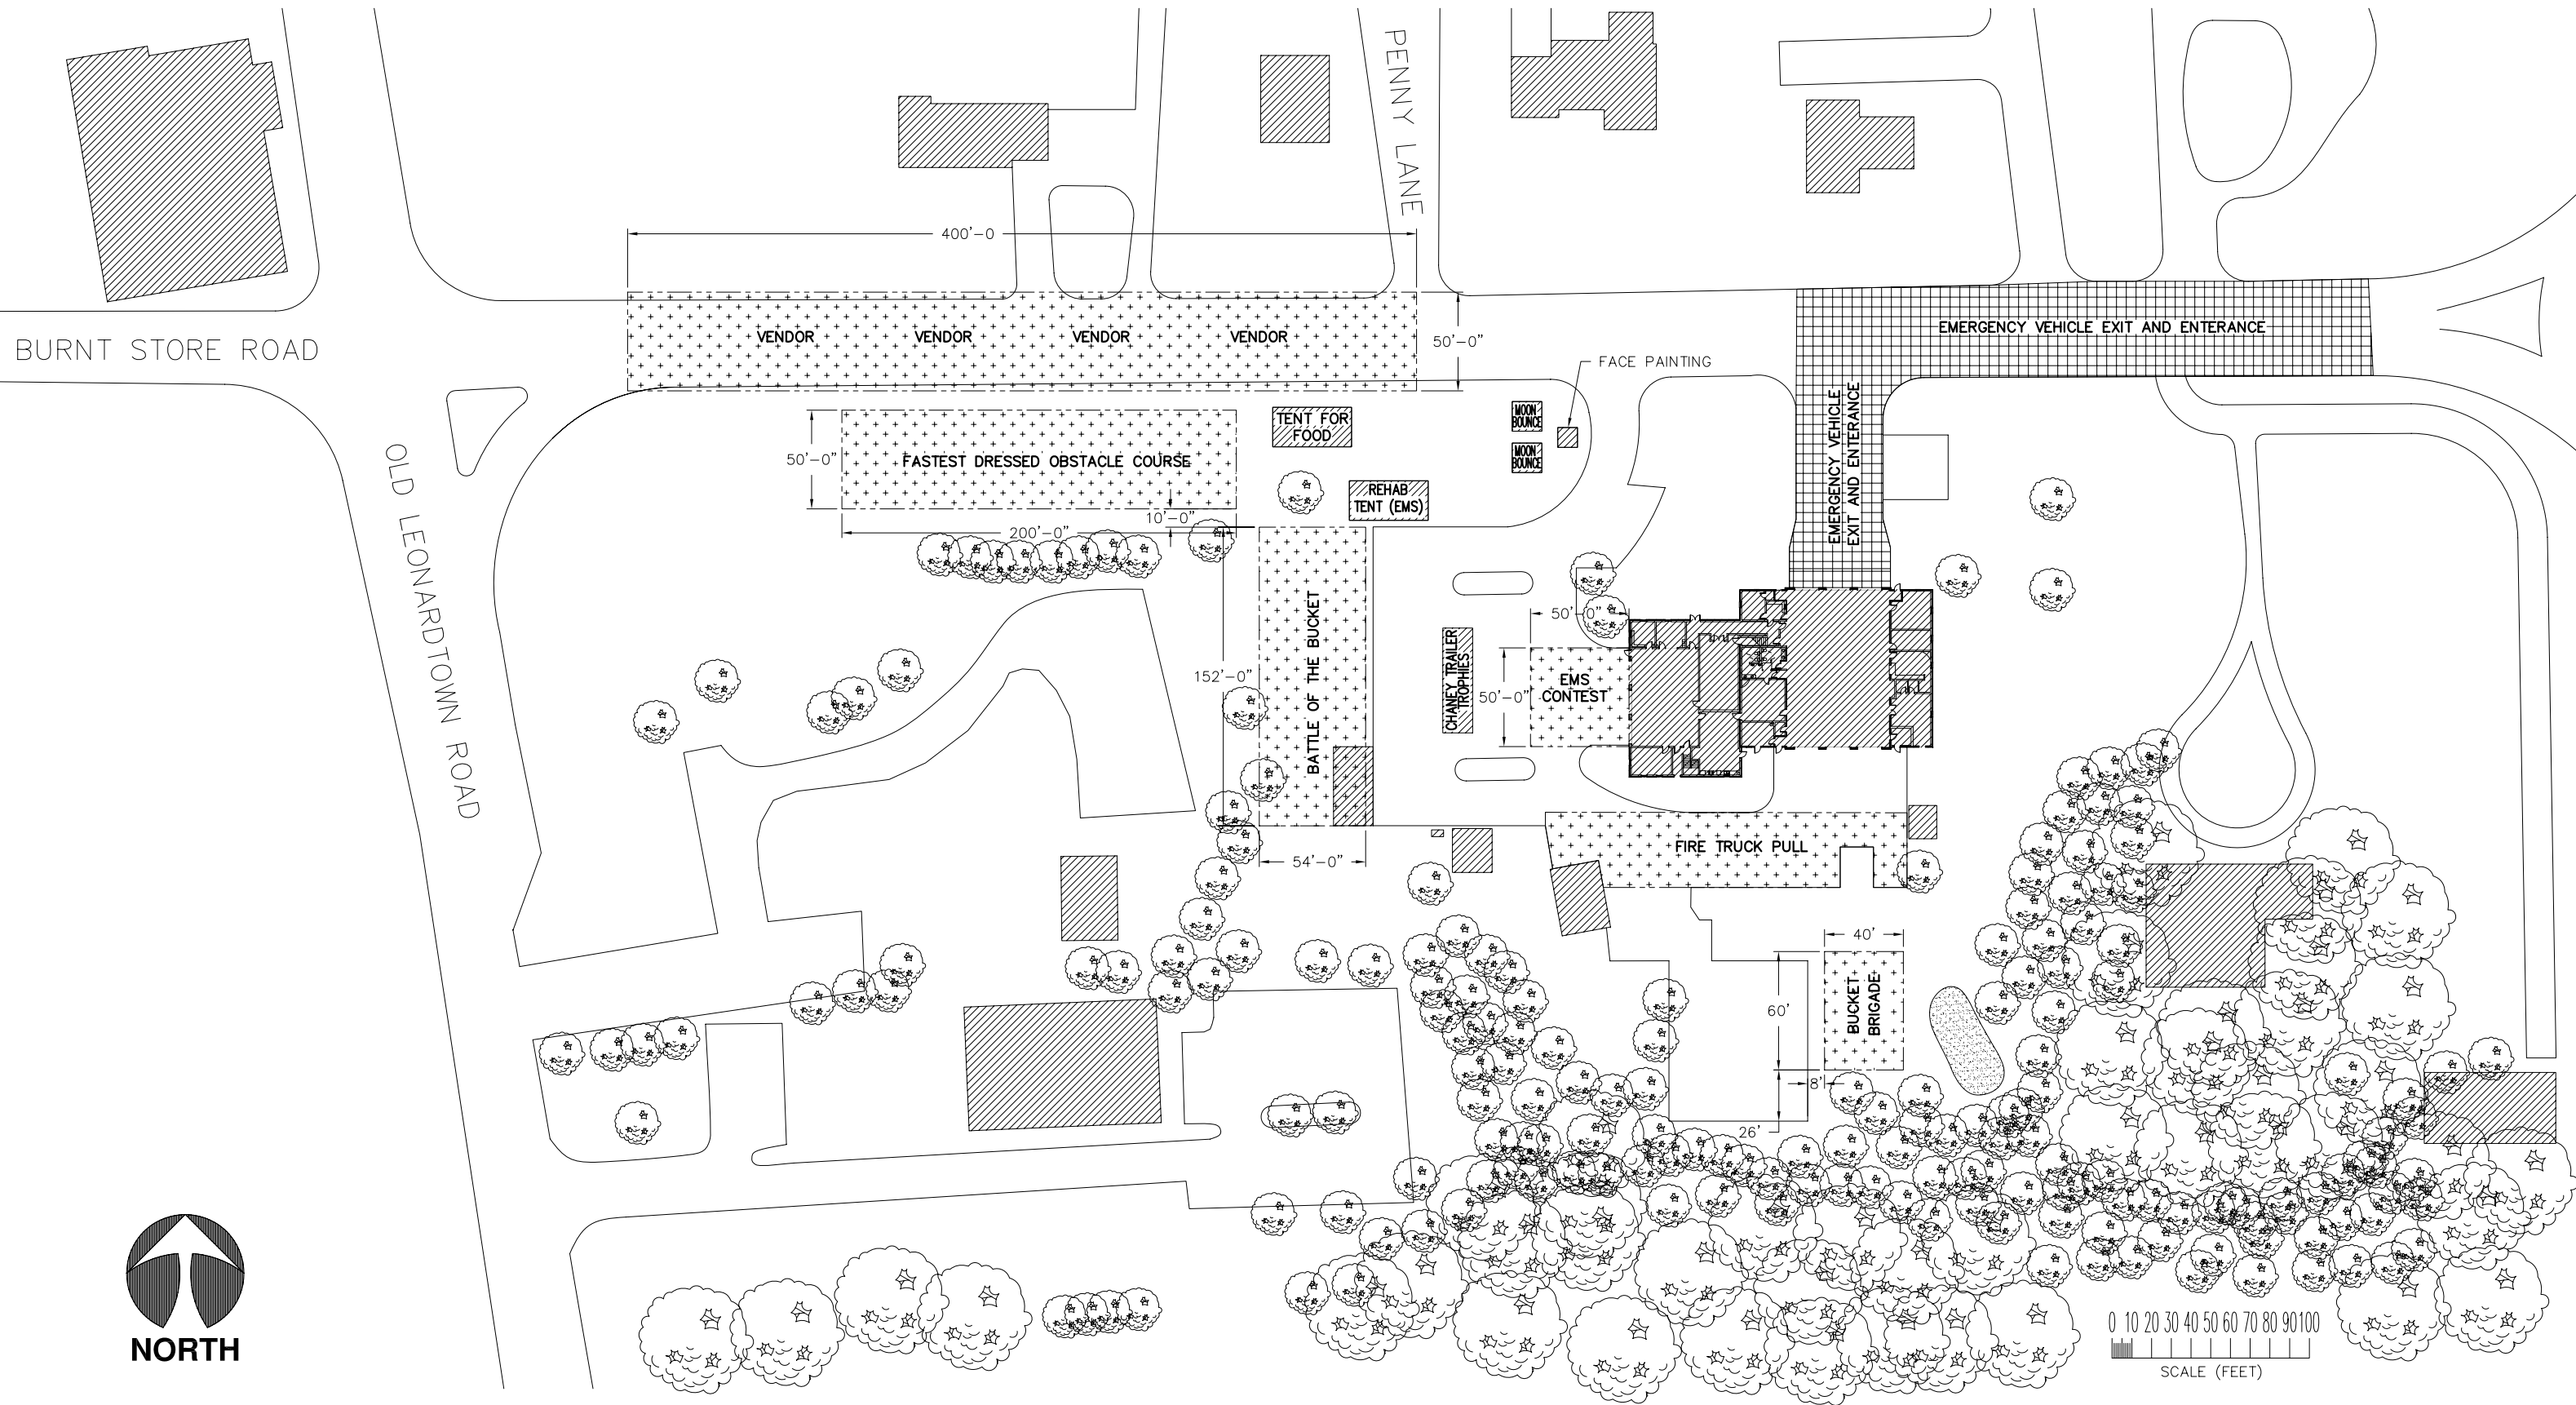 PENNY LANE
400'-0
BURNT STORE ROAD
VENDOR VENDOR VENDOR VENDOR
50'-0"
EMERGENCY VEHICLE EXIT AND ENTERANCE
FACE PAINTING
EMERGENCY VEHICLE
EXIT AND ENTERANCE
TENT FOR
FOOD
MOON
BOUNCE
MOON
BOUNCE
50'-0"
FASTEST DRESSED OBSTACLE COURSE
REHAB
TENT (EMS)
10'-0"
200'-0"
OLD LEONARDTOWN ROAD
152'-0"
BATTLE OF THE BUCKET
54'-0"
CHANEY TRAILER
TROPHIES
50'-0"
50'-0"
EMS
CONTEST
FIRE TRUCK PULL
40'
60'
BUCKET
BRIGADE
8'
26'
NORTH
0 10 20 30 40 50 60 70 80 90100
SCALE (FEET)